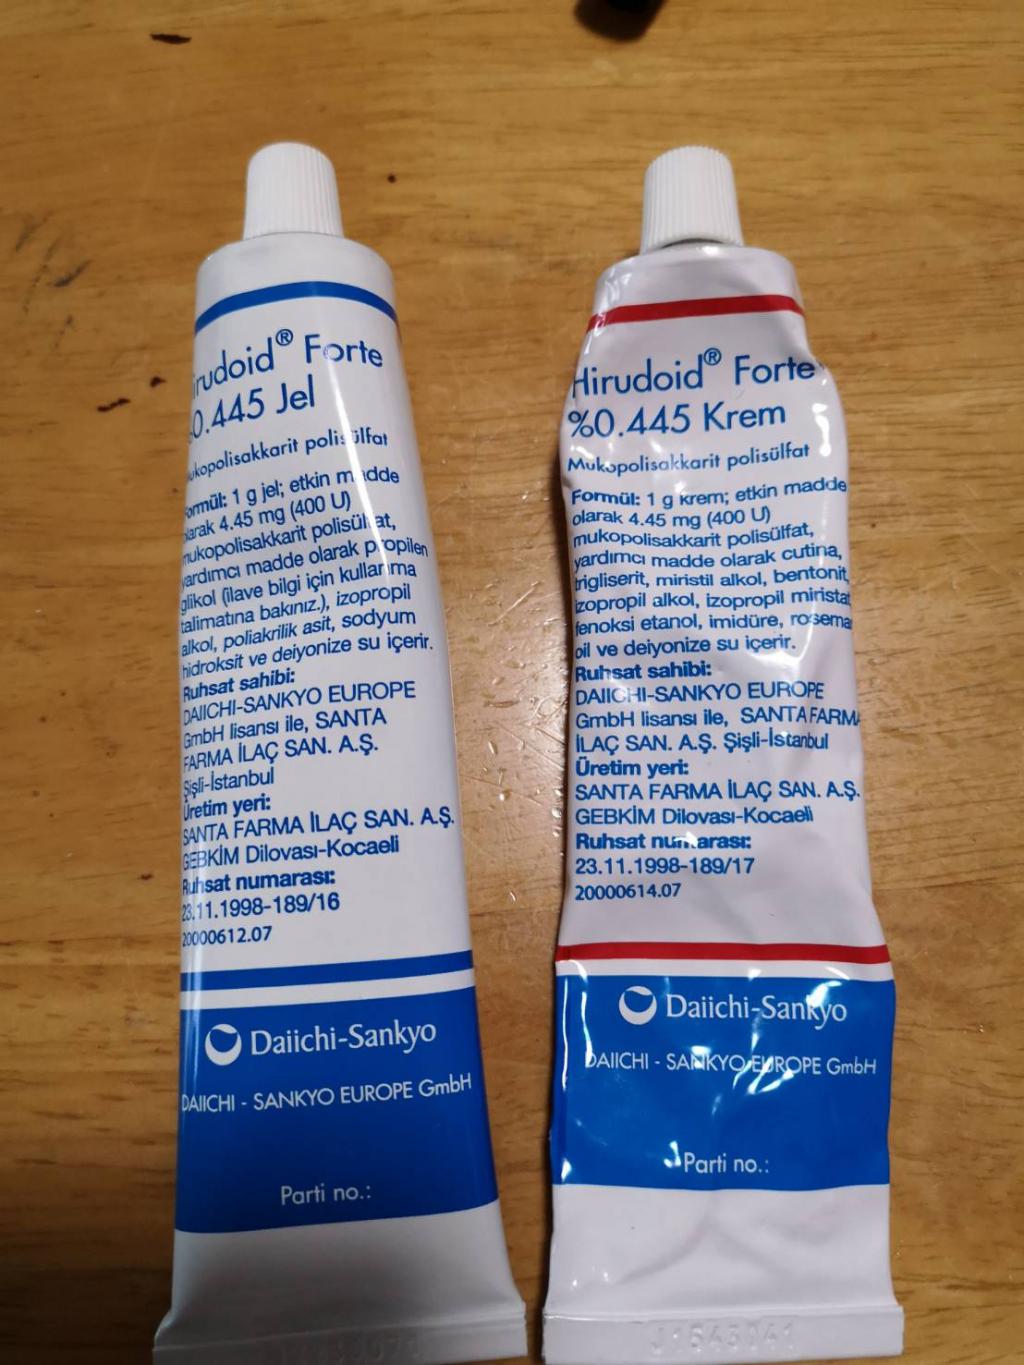 Hirudoid® Forte
%0.445 Jel
Mukopolisakkarit polisülfat
Formül: 1 g jel; etkin madde
olarak 4.45 mg (400 U)
mukopolisakkarit polisülfat,
yardımcı madde olarak propilen
glikol (ilave bilgi için kullanma
talimatına bakınız.), izopropil
alkol, poliakrilik asit, sodyum
hidroksit ve deiyonize su içerir.
Ruhsat sahibi:
DAIICHI-SANKYO EUROPE
GmbH lisansı ile, SANTA
FARMA İLAÇ SAN. A.Ş.
Şişli-İstanbul
Üretim yeri:
SANTA FARMA İLAÇ SAN. A.Ş.
GEBKİM Dilovası-Kocaeli
Ruhsat numarası:
23.11.1998-189/16
20000612.07
Daiichi-Sankyo
DAIICHI - SANKYO EUROPE GmbH
Parti no.:
Hirudoid® Forte
%0.445 Krem
Mukopolisakkarit polisülfat
Formül: 1 g krem; etkin madde
olarak 4.45 mg (400 U)
mukopolisakkarit polisülfat,
yardımcı madde olarak cutina,
trigliserit, miristil alkol, bentonit,
izopropil alkol, izopropil miristat
fenoksi etanol, imidüre, rosemar
oil ve deiyonize su içerir.
Ruhsat sahibi:
DAIICHI-SANKYO EUROPE
GmbH lisansı ile, SANTA FARMA
İLAÇ SAN. A.Ş. Şişli-İstanbul
Üretim yeri:
SANTA FARMA İLAÇ SAN. A.Ş.
GEBKİM Dilovası-Kocaeli
Ruhsat numarası:
23.11.1998-189/17
20000614.07
Daiichi-Sankyo
DAIICHI - SANKYO EUROPE GmbH
Parti no.: